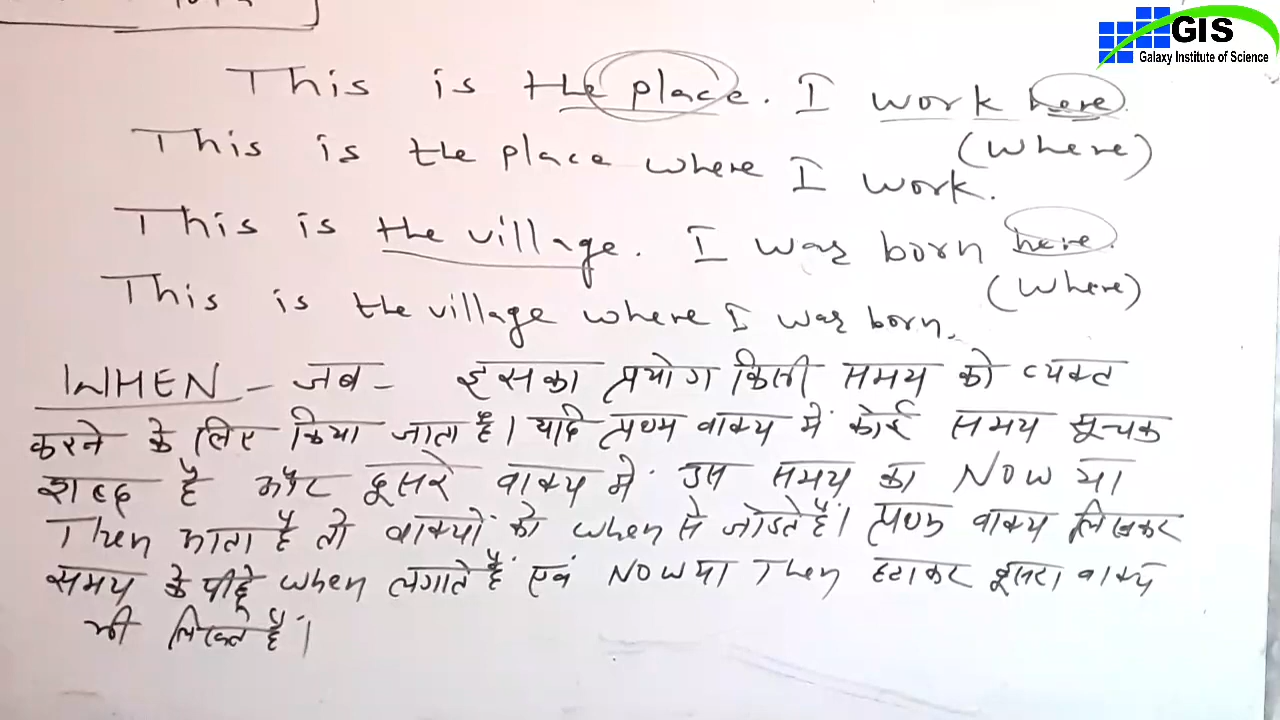 GIS
Galaxy Institute of Science
This is the place. I work here.
(where)
This is the place where I work.
This is the village. I was born here.
(where)
This is the village where I was born.
WHEN - जब - इसका प्रयोग किसी समय को व्यक्त
करने के लिए किया जाता है। यदि प्रथम वाक्य में कोई समय सूचक
शब्द है और दूसरे वाक्य में उस समय का Now या
Then आता है तो वाक्यों को when से जोडते है। प्रथम वाक्य लिखकर
समय के पीछे when लगाते है एवं Now या Then हटाकर दूसरा वाक्य
भी लिखते है।